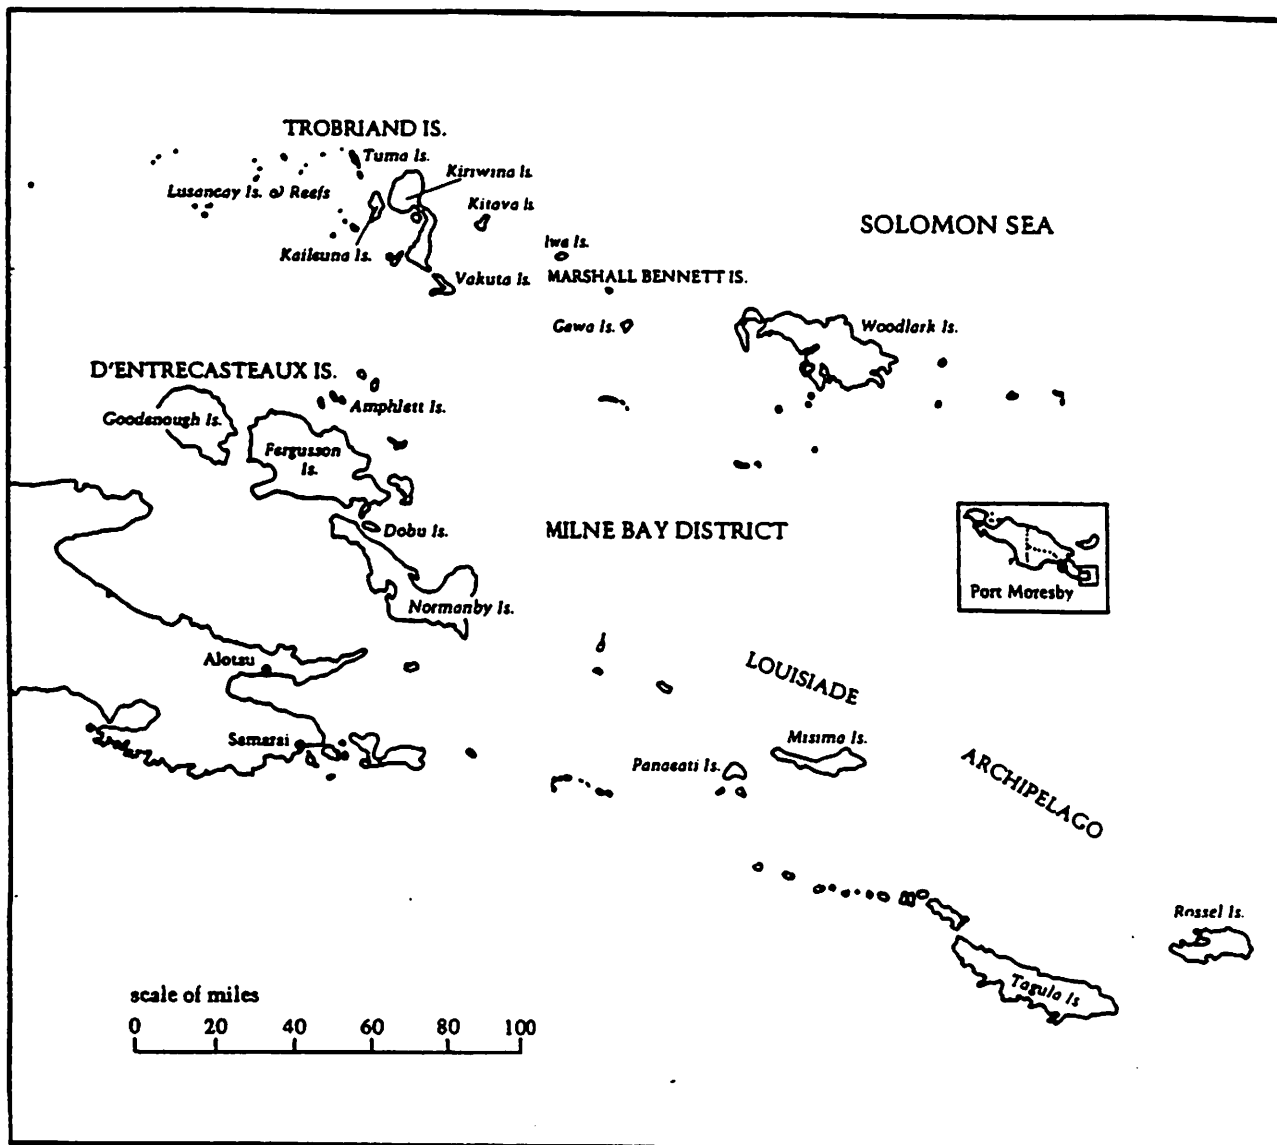 TROBRIAND IS.
Tuma Is.
Kiriwina Is.
Lusancay Is. & Reefs
Kitava Is
SOLOMON SEA
Kaileuna Is.
Iwa Is.
Vakuta Is.
MARSHALL BENNETT IS.
Gawa Is.
Woodlark Is.
D'ENTRECASTEAUX IS.
Amphlett Is.
Goodenough Is.
Fergusson
Is.
Dobu Is.
MILNE BAY DISTRICT
Port Moresby
Normanby Is.
Alotau
LOUISIADE
Samarai
Misima Is.
Panaeati Is.
ARCHIPELAGO
Rossel Is.
Tagula Is
scale of miles
0 20 40 60 80 100